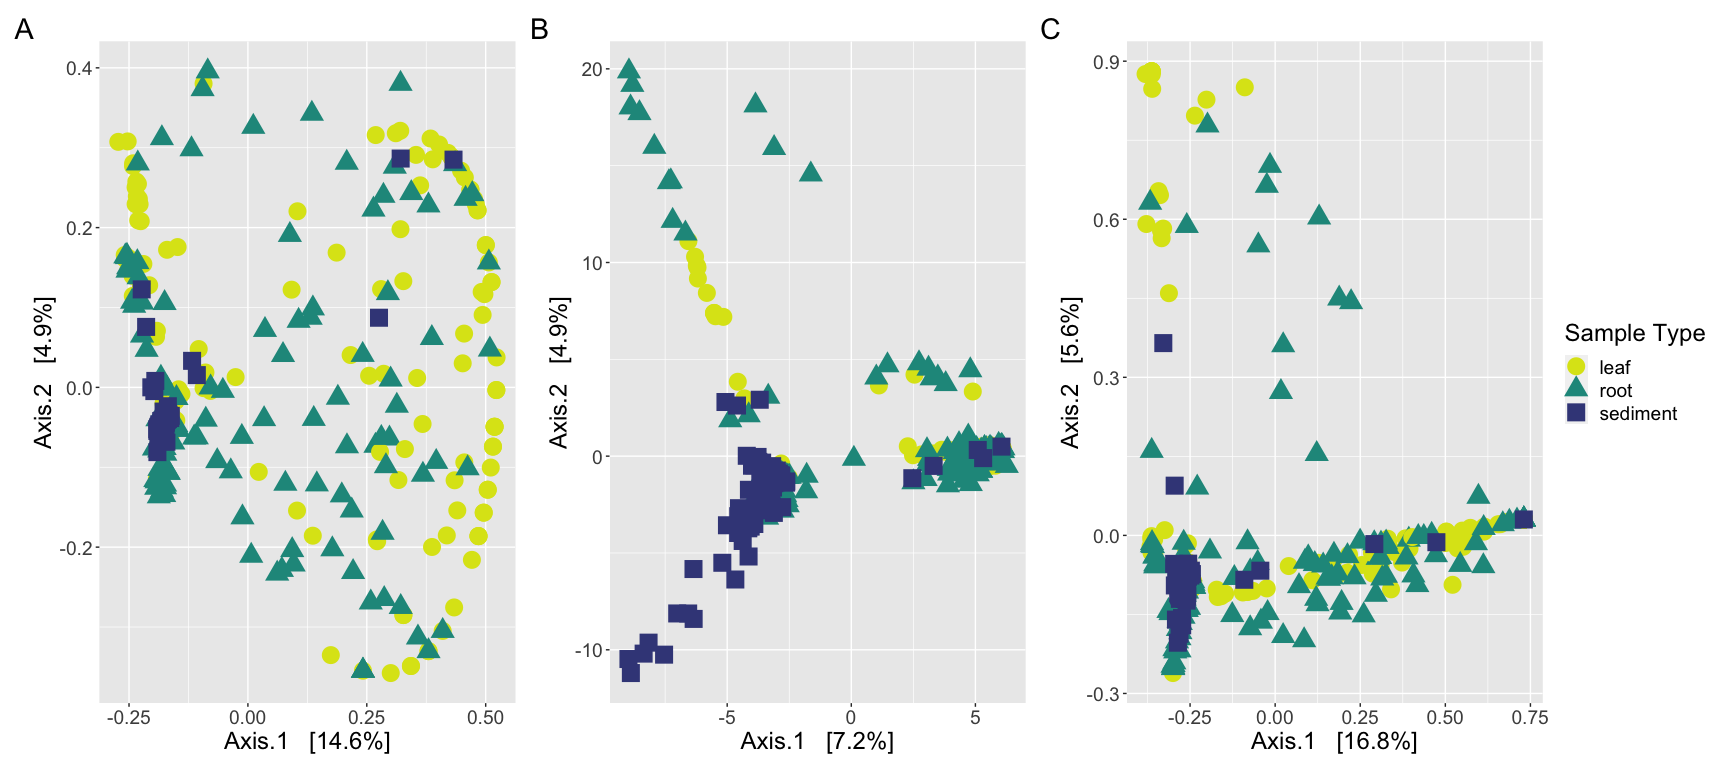 A
B
C
0.4
0.2
0.0
-0.2
Axis.2 [4.9%]
-0.25 0.00 0.25 0.50
Axis.1 [14.6%]
20
10
0
-10
Axis.2 [4.9%]
-5 0 5
Axis.1 [7.2%]
0.9
0.6
0.3
0.0
-0.3
Axis.2 [5.6%]
-0.25 0.00 0.25 0.50 0.75
Axis.1 [16.8%]
Sample Type
leaf
root
sediment